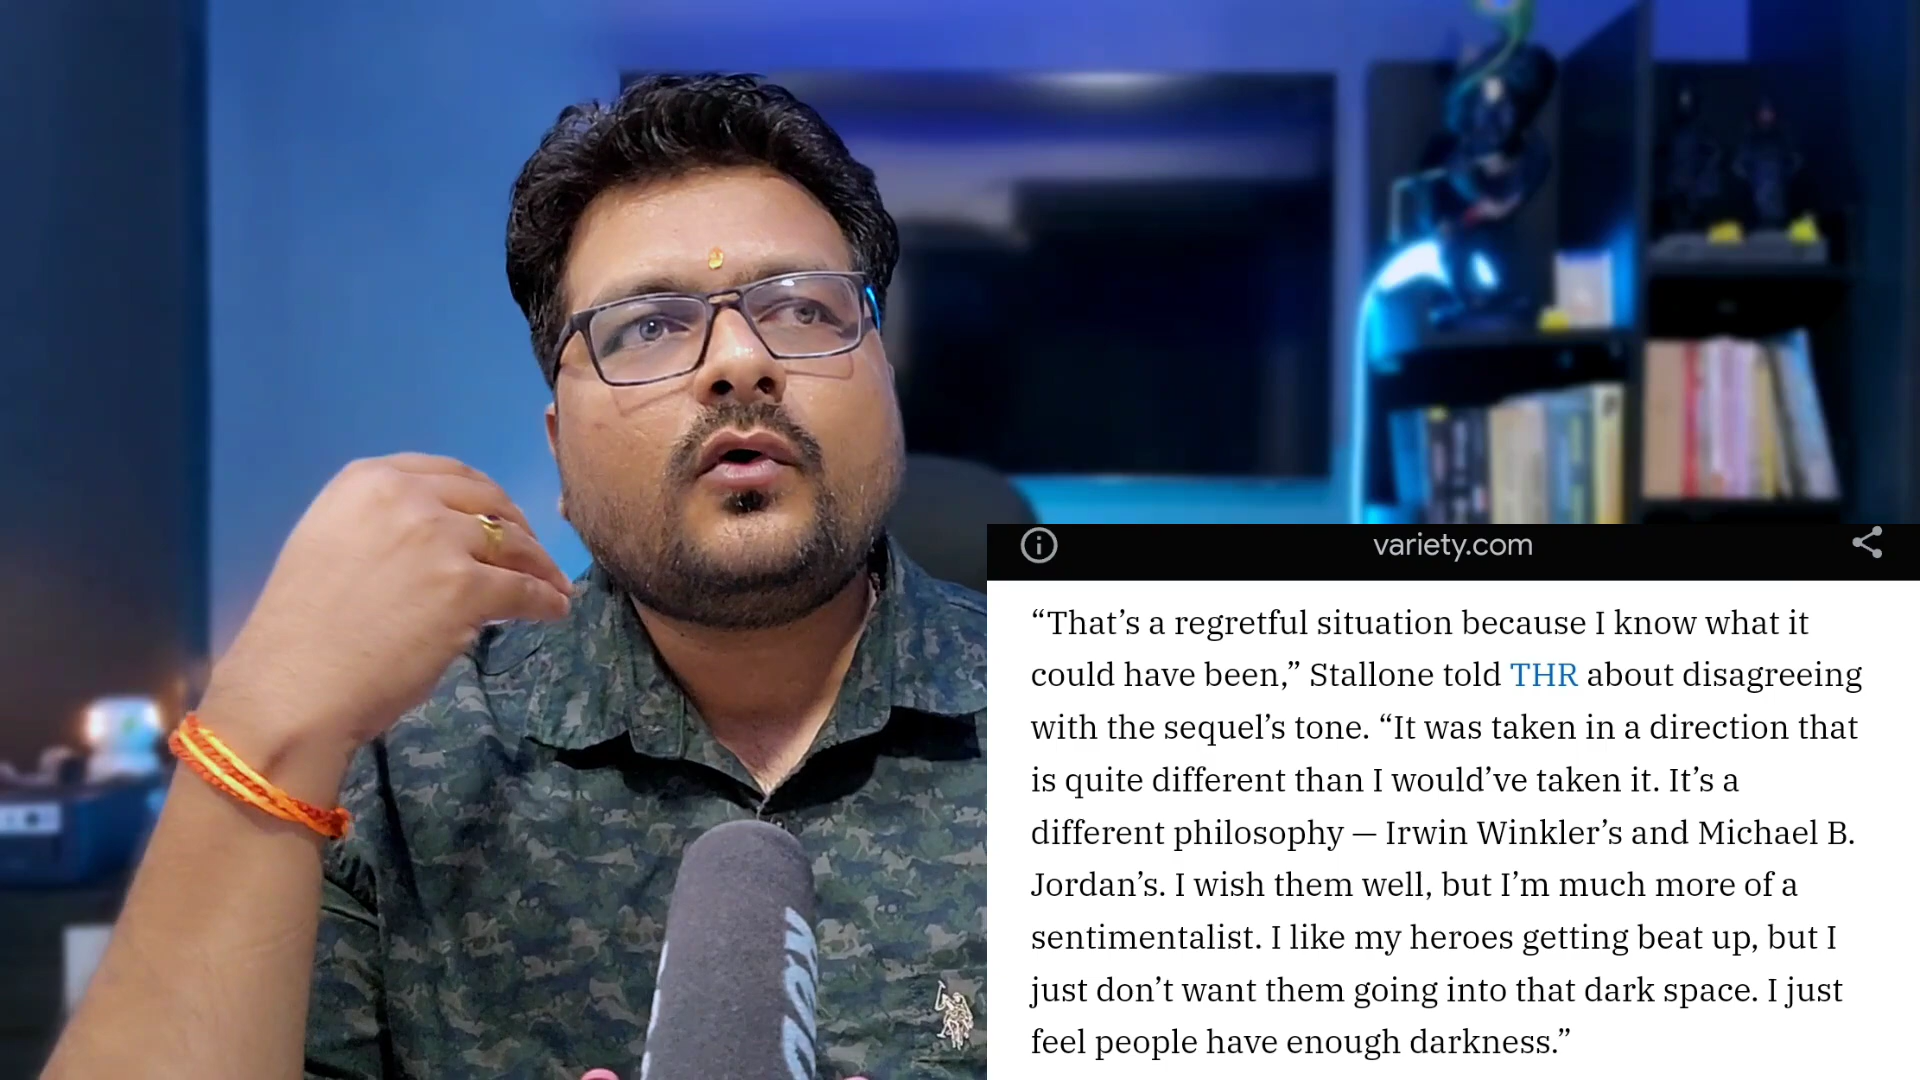 variety.com
“That’s a regretful situation because I know what it
could have been,” Stallone told THR about disagreeing
with the sequel’s tone. “It was taken in a direction that
is quite different than I would’ve taken it. It’s a
different philosophy — Irwin Winkler’s and Michael B.
Jordan’s. I wish them well, but I’m much more of a
sentimentalist. I like my heroes getting beat up, but I
just don’t want them going into that dark space. I just
feel people have enough darkness.”